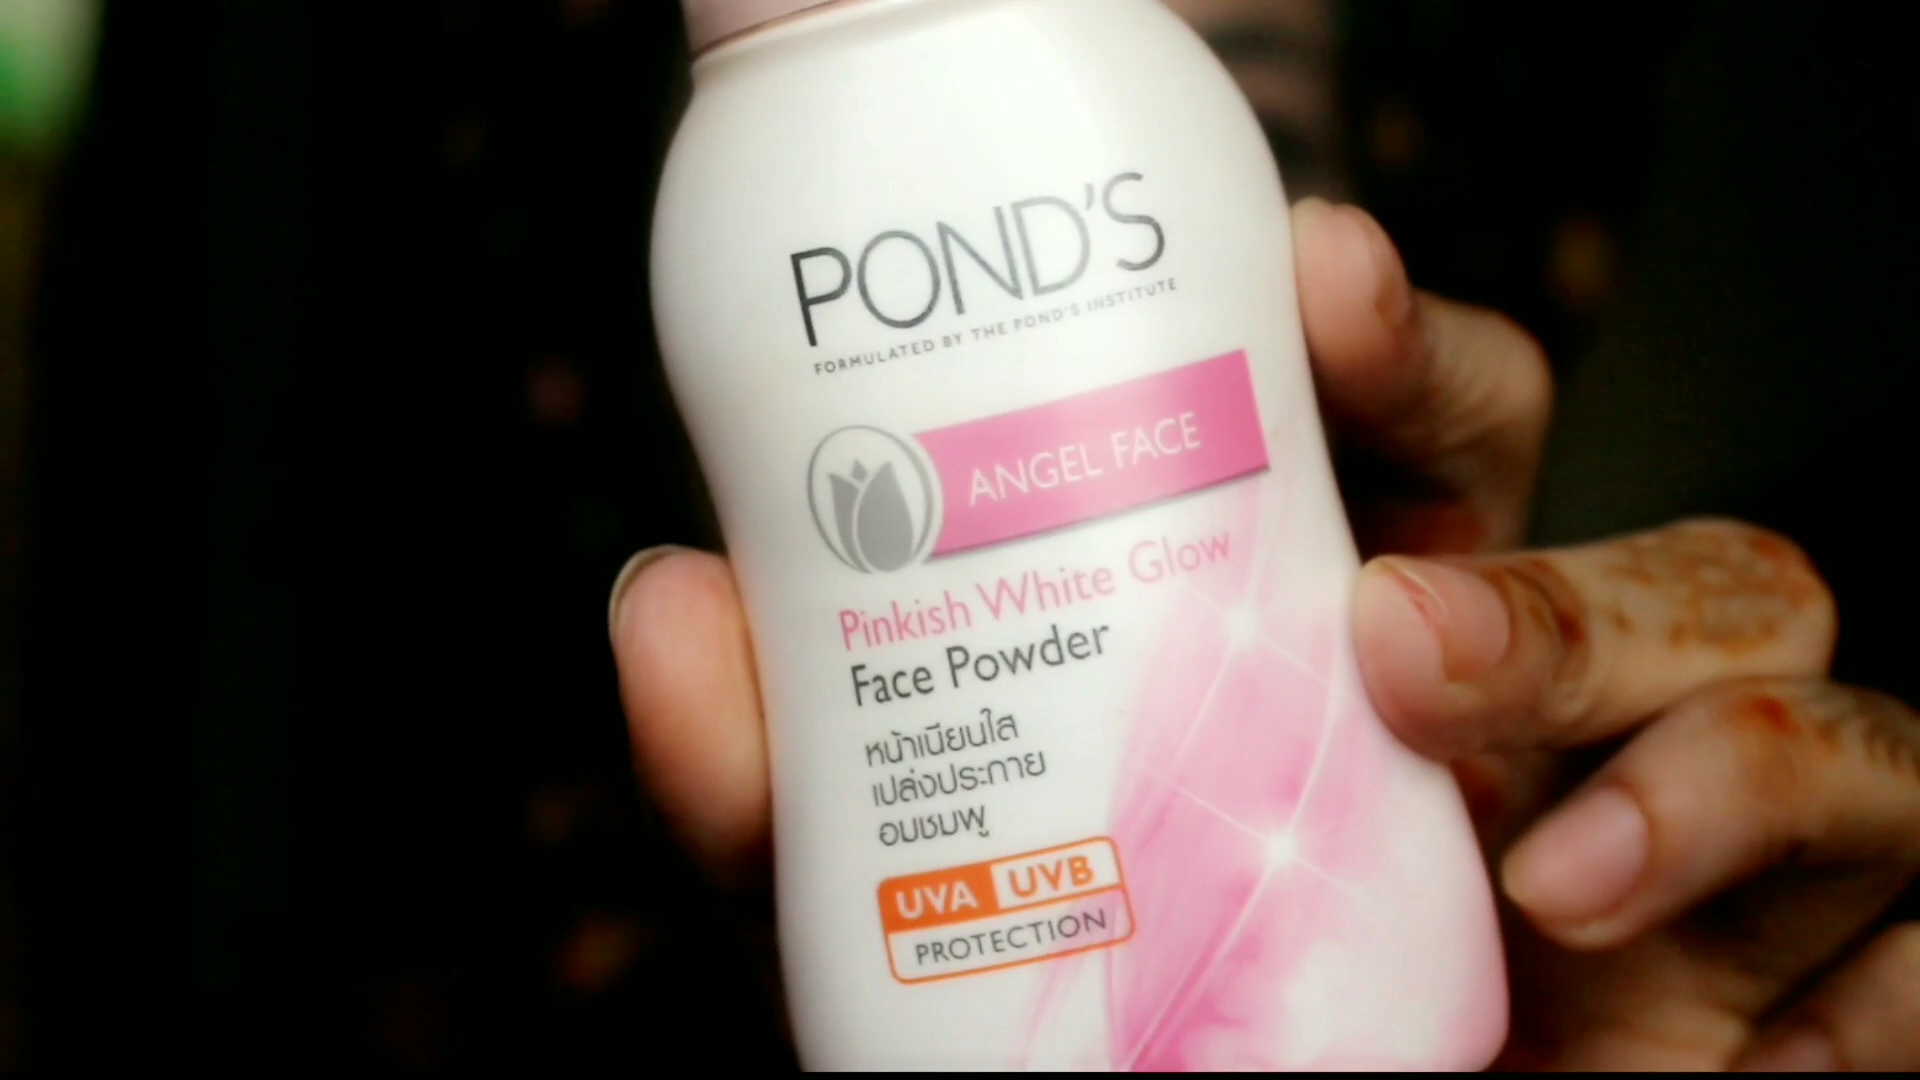 POND'S
FORMULATED BY THE POND'S INSTITUTE
ANGEL FACE
Pinkish White Glow
Face Powder
หน้าเนียนใส
เปล่งประกาย
อมชมพู
UVA UVB
PROTECTION